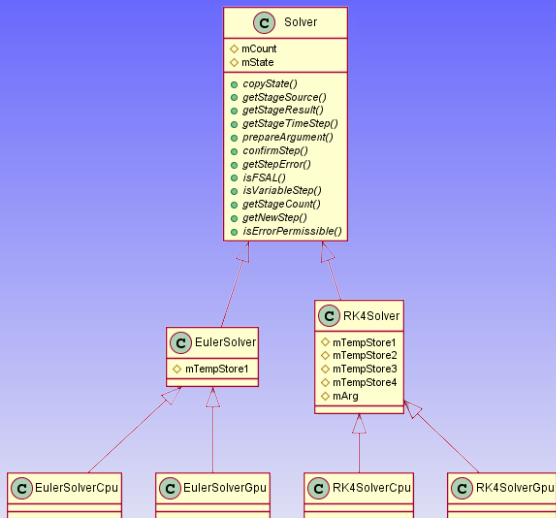 C Solver
mCount
mState
copyState()
getStageSource()
getStageResult()
getStageTimeStep()
prepareArgument()
confirmStep()
getStepError()
isFSAL()
isVariableStep()
getStageCount()
getNewStep()
isErrorPermissible()
C EulerSolver
mTempStore1
C RK4Solver
mTempStore1
mTempStore2
mTempStore3
mTempStore4
mArg
C EulerSolverCpu
C EulerSolverGpu
C RK4SolverCpu
C RK4SolverGpu